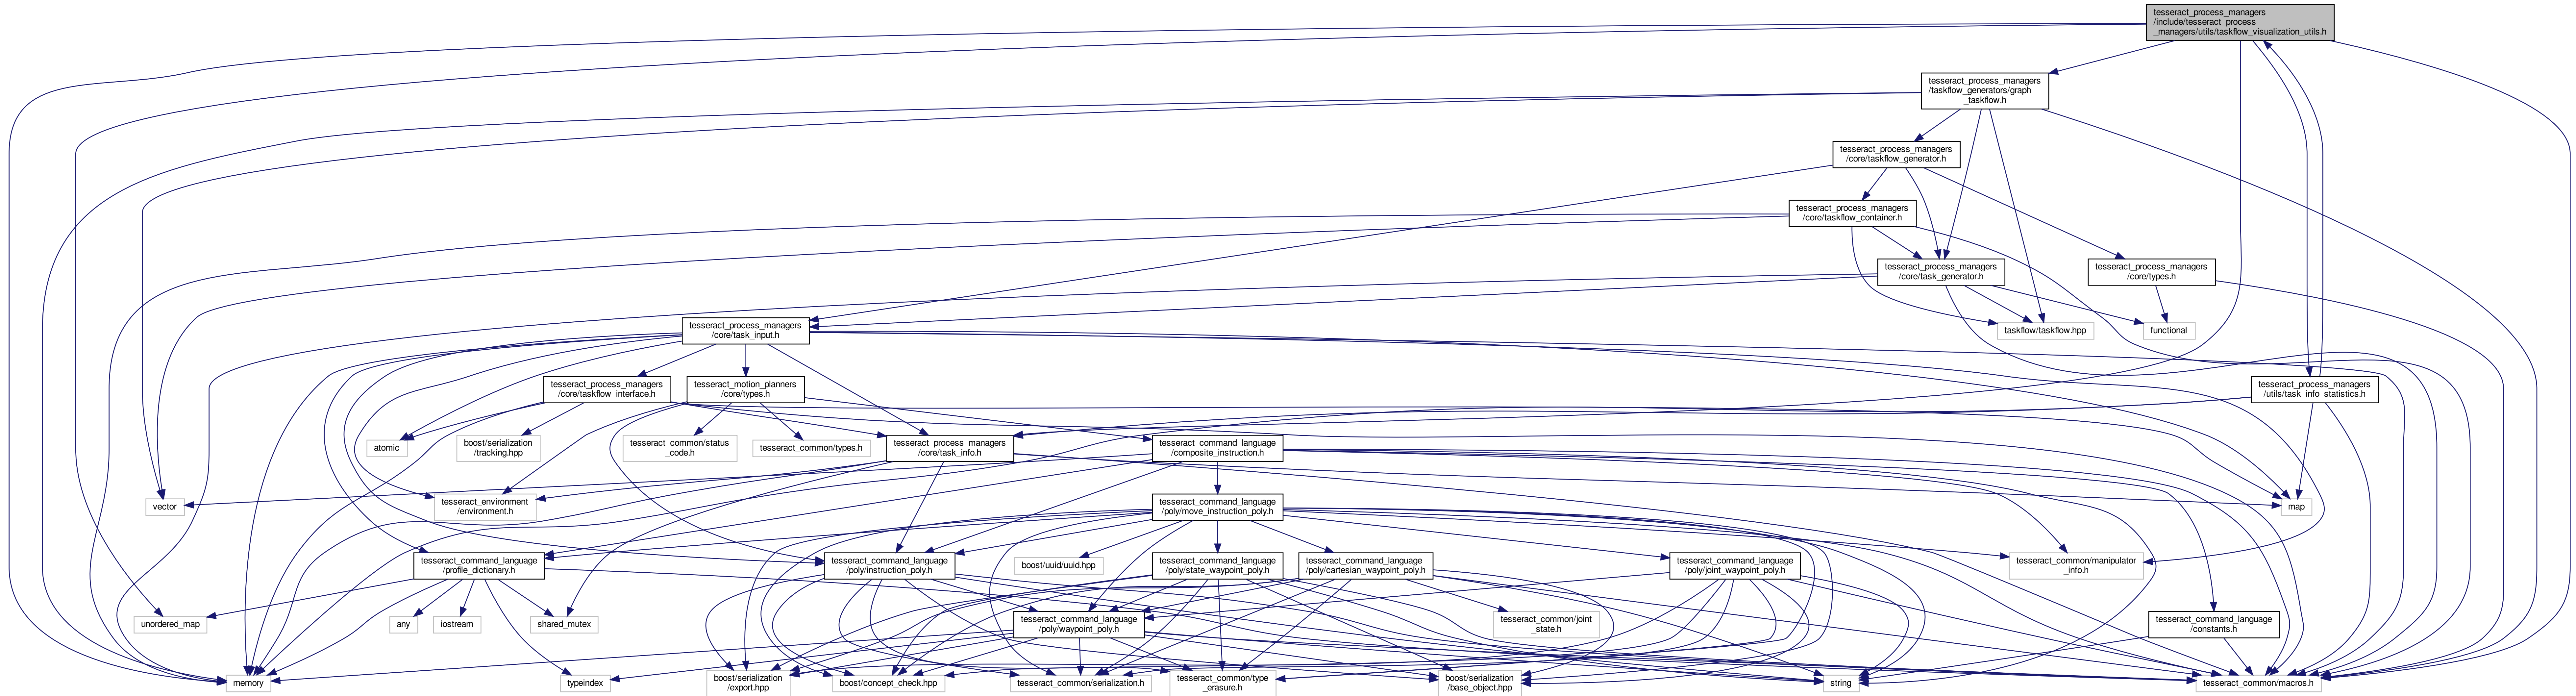 tesseract_process_managers
/include/tesseract_process
_managers/utils/taskflow_visualization_utils.h
tesseract_process_managers
/taskflow_generators/graph
_taskflow.h
tesseract_process_managers
/core/taskflow_generator.h
tesseract_process_managers
/core/taskflow_container.h
tesseract_process_managers
/core/task_generator.h
tesseract_process_managers
/core/types.h
tesseract_process_managers
/core/task_input.h
taskflow/taskflow.hpp
functional
tesseract_process_managers
/core/taskflow_interface.h
tesseract_motion_planners
/core/types.h
tesseract_process_managers
/utils/task_info_statistics.h
atomic
boost/serialization
/tracking.hpp
tesseract_common/status
_code.h
tesseract_common/types.h
tesseract_process_managers
/core/task_info.h
tesseract_command_language
/composite_instruction.h
vector
tesseract_environment
/environment.h
tesseract_command_language
/poly/move_instruction_poly.h
map
tesseract_command_language
/profile_dictionary.h
tesseract_command_language
/poly/instruction_poly.h
boost/uuid/uuid.hpp
tesseract_command_language
/poly/state_waypoint_poly.h
tesseract_command_language
/poly/cartesian_waypoint_poly.h
tesseract_command_language
/poly/joint_waypoint_poly.h
tesseract_common/manipulator
_info.h
unordered_map
any
iostream
shared_mutex
tesseract_command_language
/poly/waypoint_poly.h
tesseract_common/joint
_state.h
tesseract_command_language
/constants.h
memory
typeindex
boost/serialization
/export.hpp
boost/concept_check.hpp
tesseract_common/serialization.h
tesseract_common/type
_erasure.h
boost/serialization
/base_object.hpp
string
tesseract_common/macros.h